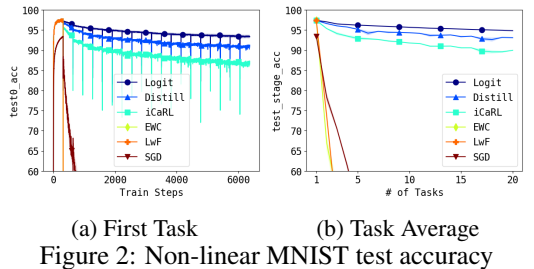 100
95
90
85
80
75
70
65
60
test0_acc
Logit
Distill
iCaRL
EWC
LwF
SGD
0 2000 4000 6000
Train Steps
100
95
90
85
80
75
70
65
60
test_stage_acc
Logit
Distill
iCaRL
EWC
LwF
SGD
1 5 10 15 20
# of Tasks
(a) First Task (b) Task Average
Figure 2: Non-linear MNIST test accuracy